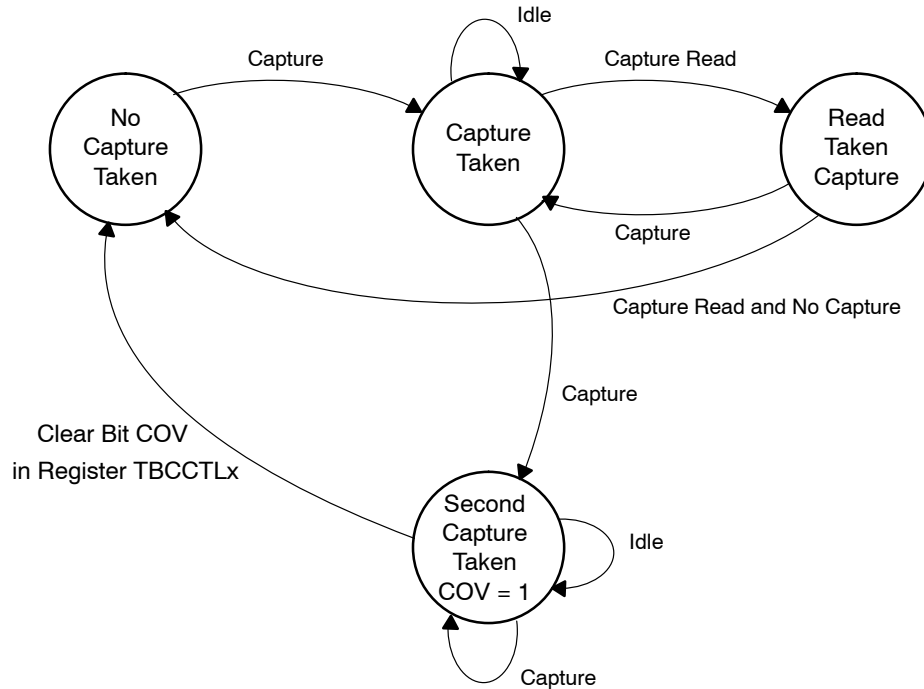 Idle
Capture
Capture Read
No
Capture
Taken
Capture
Taken
Read
Taken
Capture
Capture
Capture Read and No Capture
Capture
Clear Bit COV
in Register TBCCTLx
Second
Capture
Taken
COV = 1
Idle
Capture